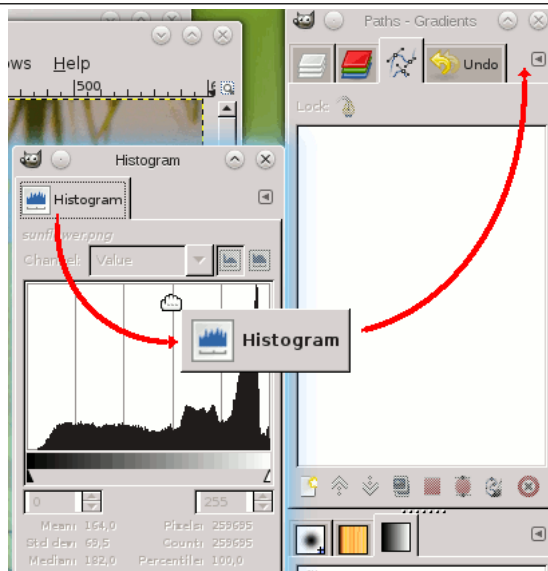 Paths - Gradients
ws Help
Undo
500
Lock:
Histogram
Histogram
sunflower.png
Channel: Value
Histogram
0 255
Mean: 164,0 Pixels: 259695
Std dev: 69,5 Count: 259695
Median: 182,0 Percentile: 100,0